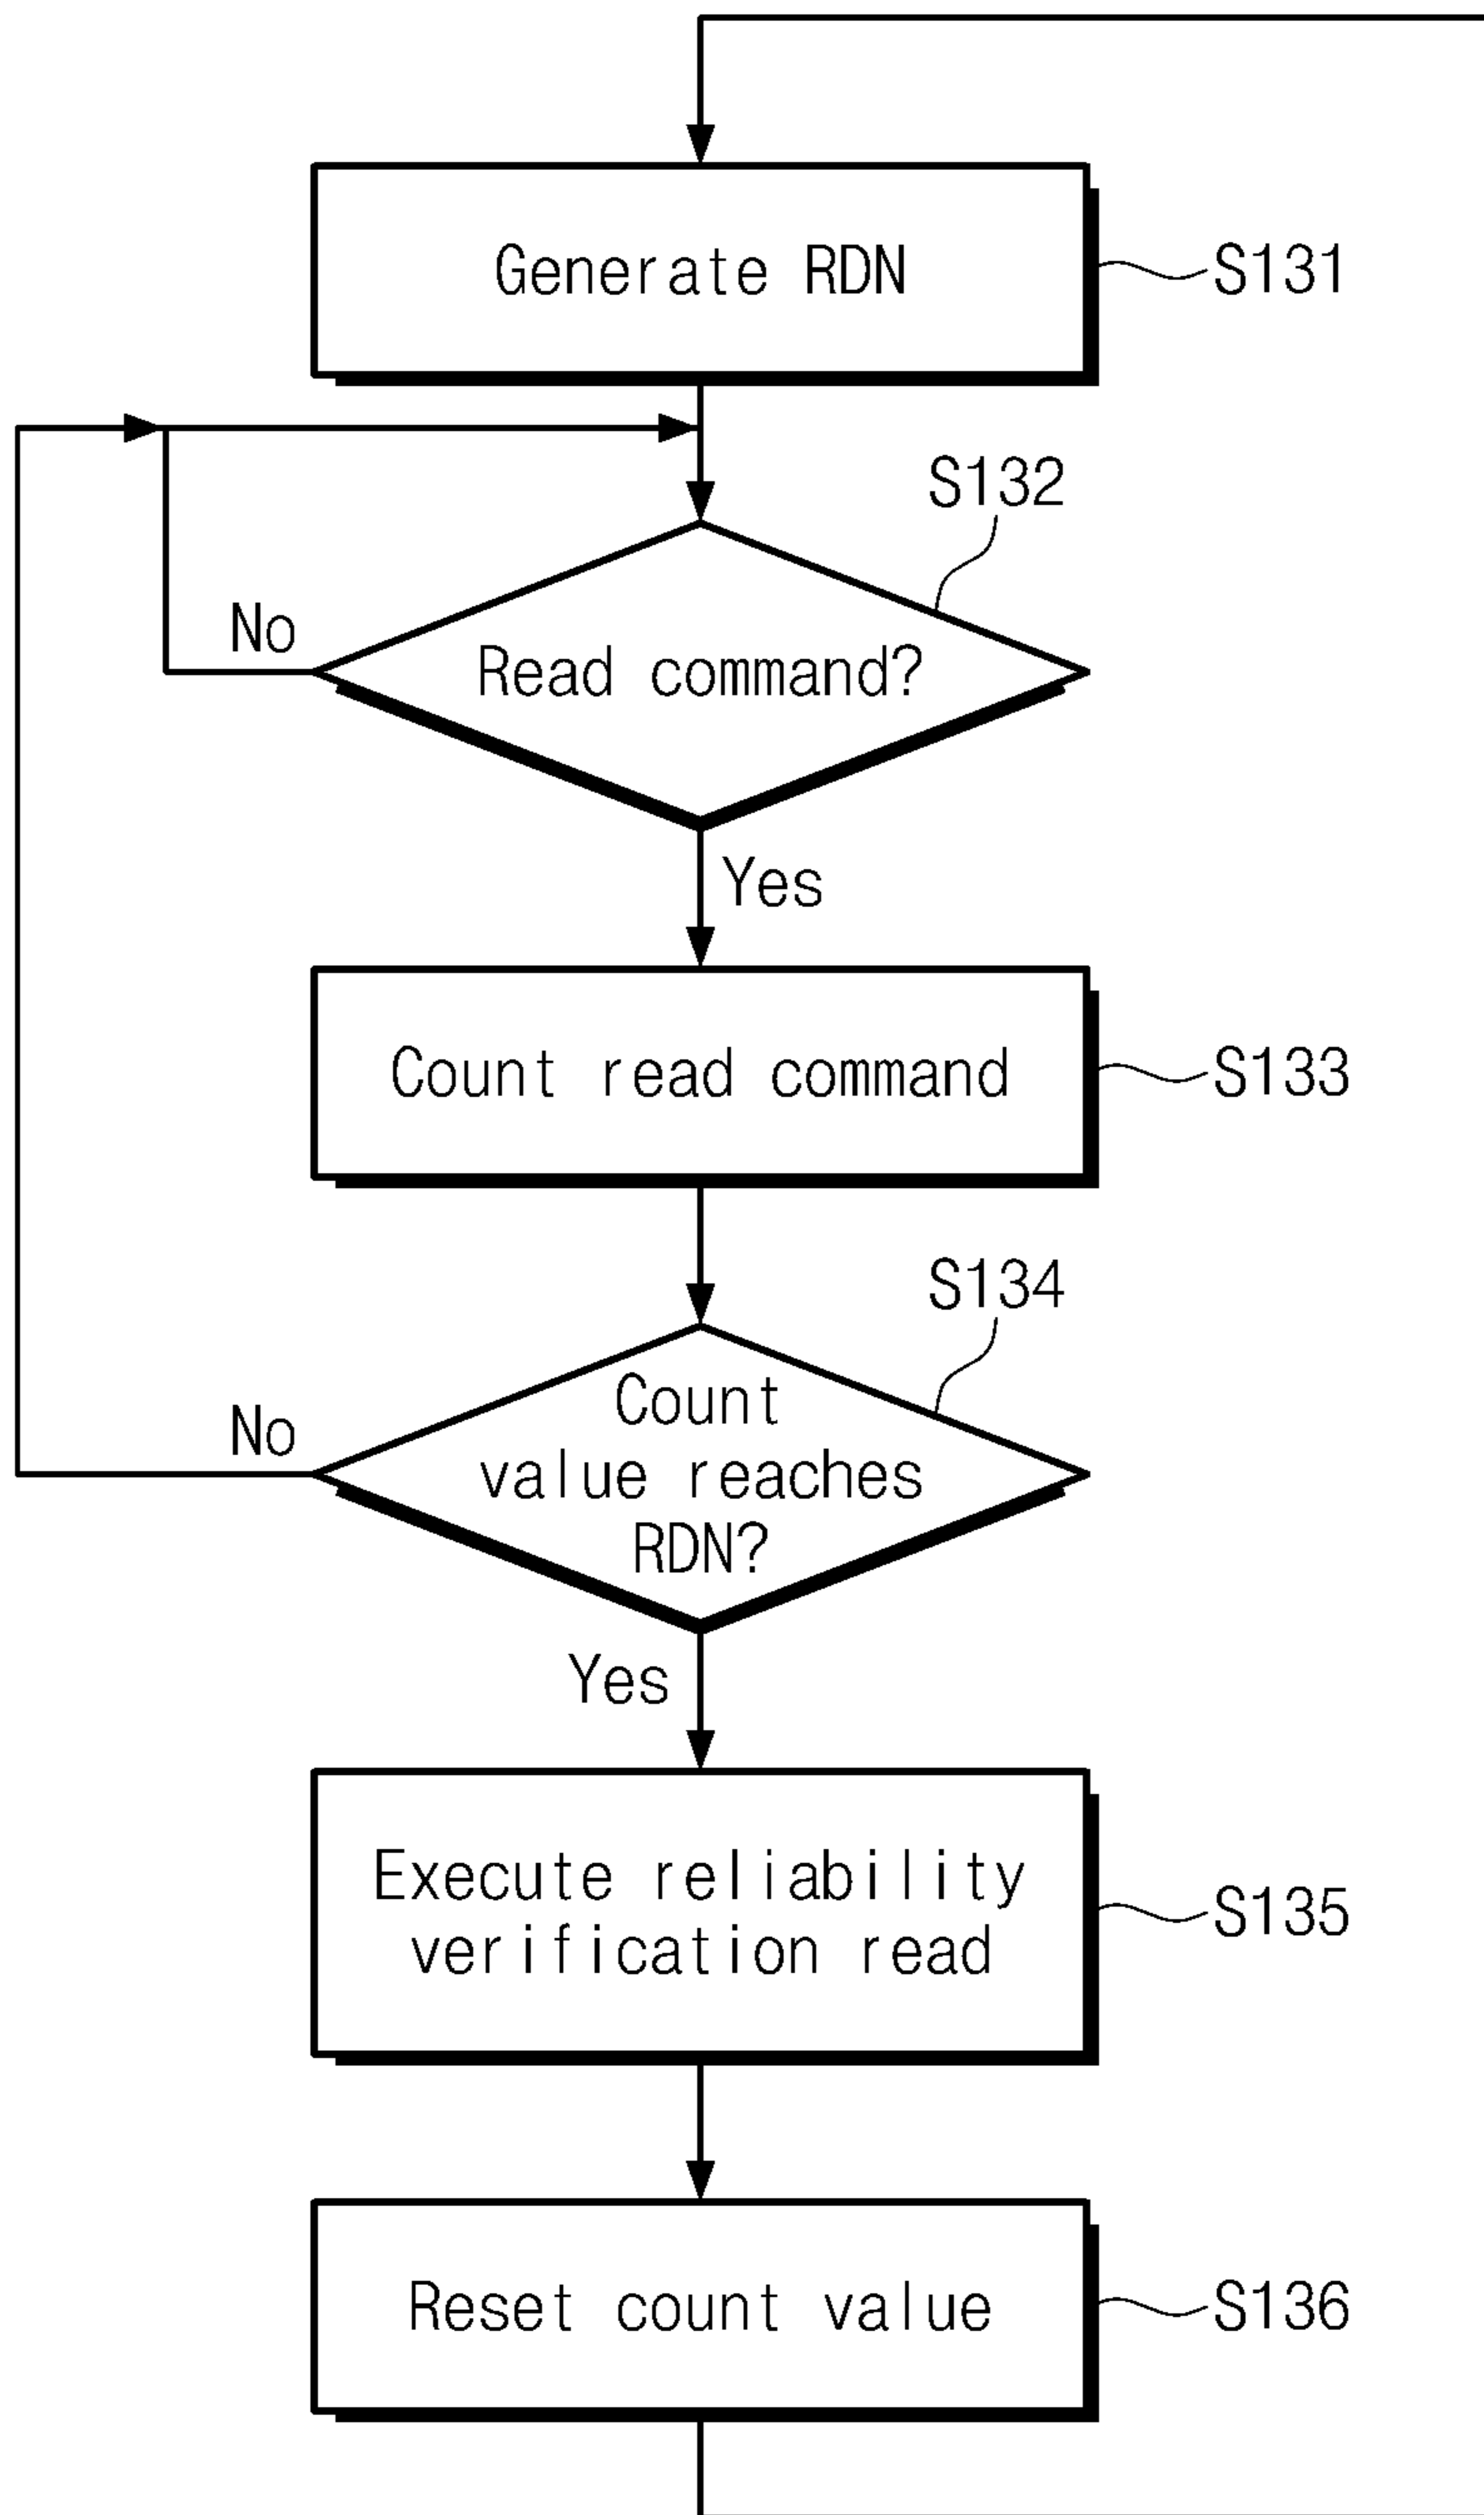 Generate RDN
S131
S132
No
Read command?
Yes
Count read command
S133
S134
No
Count
value reaches
RDN?
Yes
Execute reliability
verification read
S135
Reset count value
S136